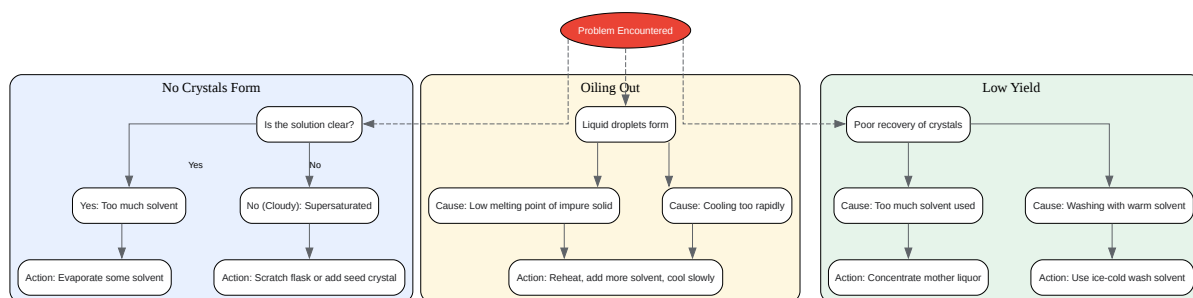 Problem Encountered
No Crystals Form
Oiling Out
Low Yield
Is the solution clear?
Liquid droplets form
Poor recovery of crystals
Yes
No
Yes: Too much solvent
No (Cloudy): Supersaturated
Cause: Low melting point of impure solid
Cause: Cooling too rapidly
Cause: Too much solvent used
Cause: Washing with warm solvent
Action: Evaporate some solvent
Action: Scratch flask or add seed crystal
Action: Reheat, add more solvent, cool slowly
Action: Concentrate mother liquor
Action: Use ice-cold wash solvent